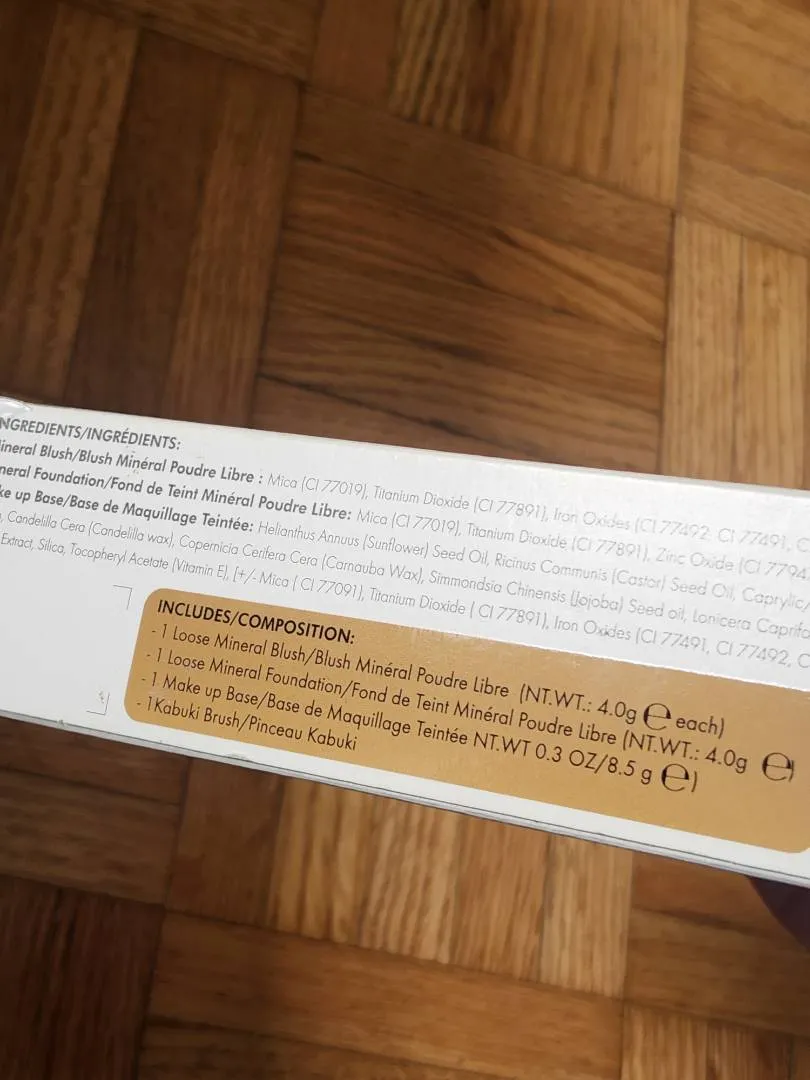 NGREDIENTS/INGRÉDIENTS:
ineral Blush/Blush Minéral Poudre Libre : Mica (CI 77019), Titanium Dioxide (CI 77891), Iron Oxides (CI 77492, CI 77491, C
neral Foundation/Fond de Teint Minéral Poudre Libre: Mica (CI 77019), Titanium Dioxide (CI 77891), Zinc Oxide (CI 7794
ke up Base/Base de Maquillage Teintée: Helianthus Annuus (Sunflower) Seed Oil, Ricinus Communis (Castor) Seed Oil, Caprylic/
, Candelilla Cera (Candelilla wax), Copernicia Cerifera Cera (Carnauba Wax), Simmondsia Chinensis (Jojoba) Seed oil, Lonicera Caprifo
Extract, Silica, Tocopheryl Acetate (Vitamin E), [+/- Mica ( CI 77091), Titanium Dioxide ( CI 77891), Iron Oxides (CI 77491, CI 77492, C
INCLUDES/COMPOSITION:
- 1 Loose Mineral Blush/Blush Minéral Poudre Libre (NT.WT.: 4.0g ℮ each)
- 1 Loose Mineral Foundation/Fond de Teint Minéral Poudre Libre (NT.WT.: 4.0g ℮)
- 1 Make up Base/Base de Maquillage Teintée NT.WT 0.3 OZ/8.5 g ℮)
- 1Kabuki Brush/Pinceau Kabuki